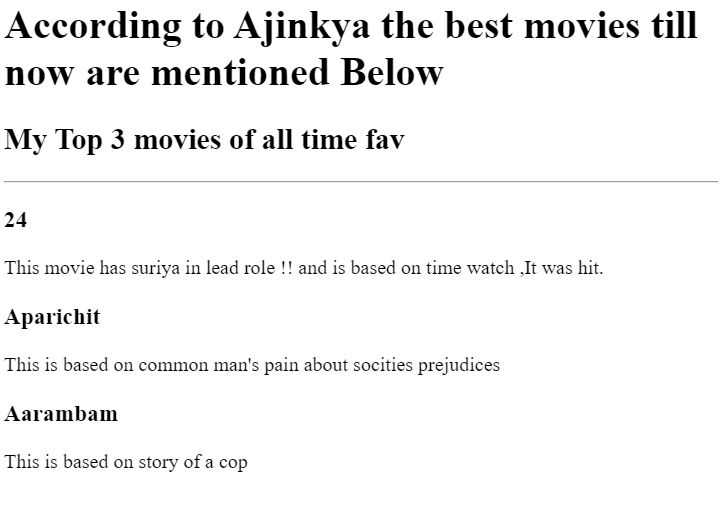 According to Ajinkya the best movies till
now are mentioned Below
My Top 3 movies of all time fav
24
This movie has suriya in lead role !! and is based on time watch ,It was hit.
Aparichit
This is based on common man's pain about socities prejudices
Aarambam
This is based on story of a cop